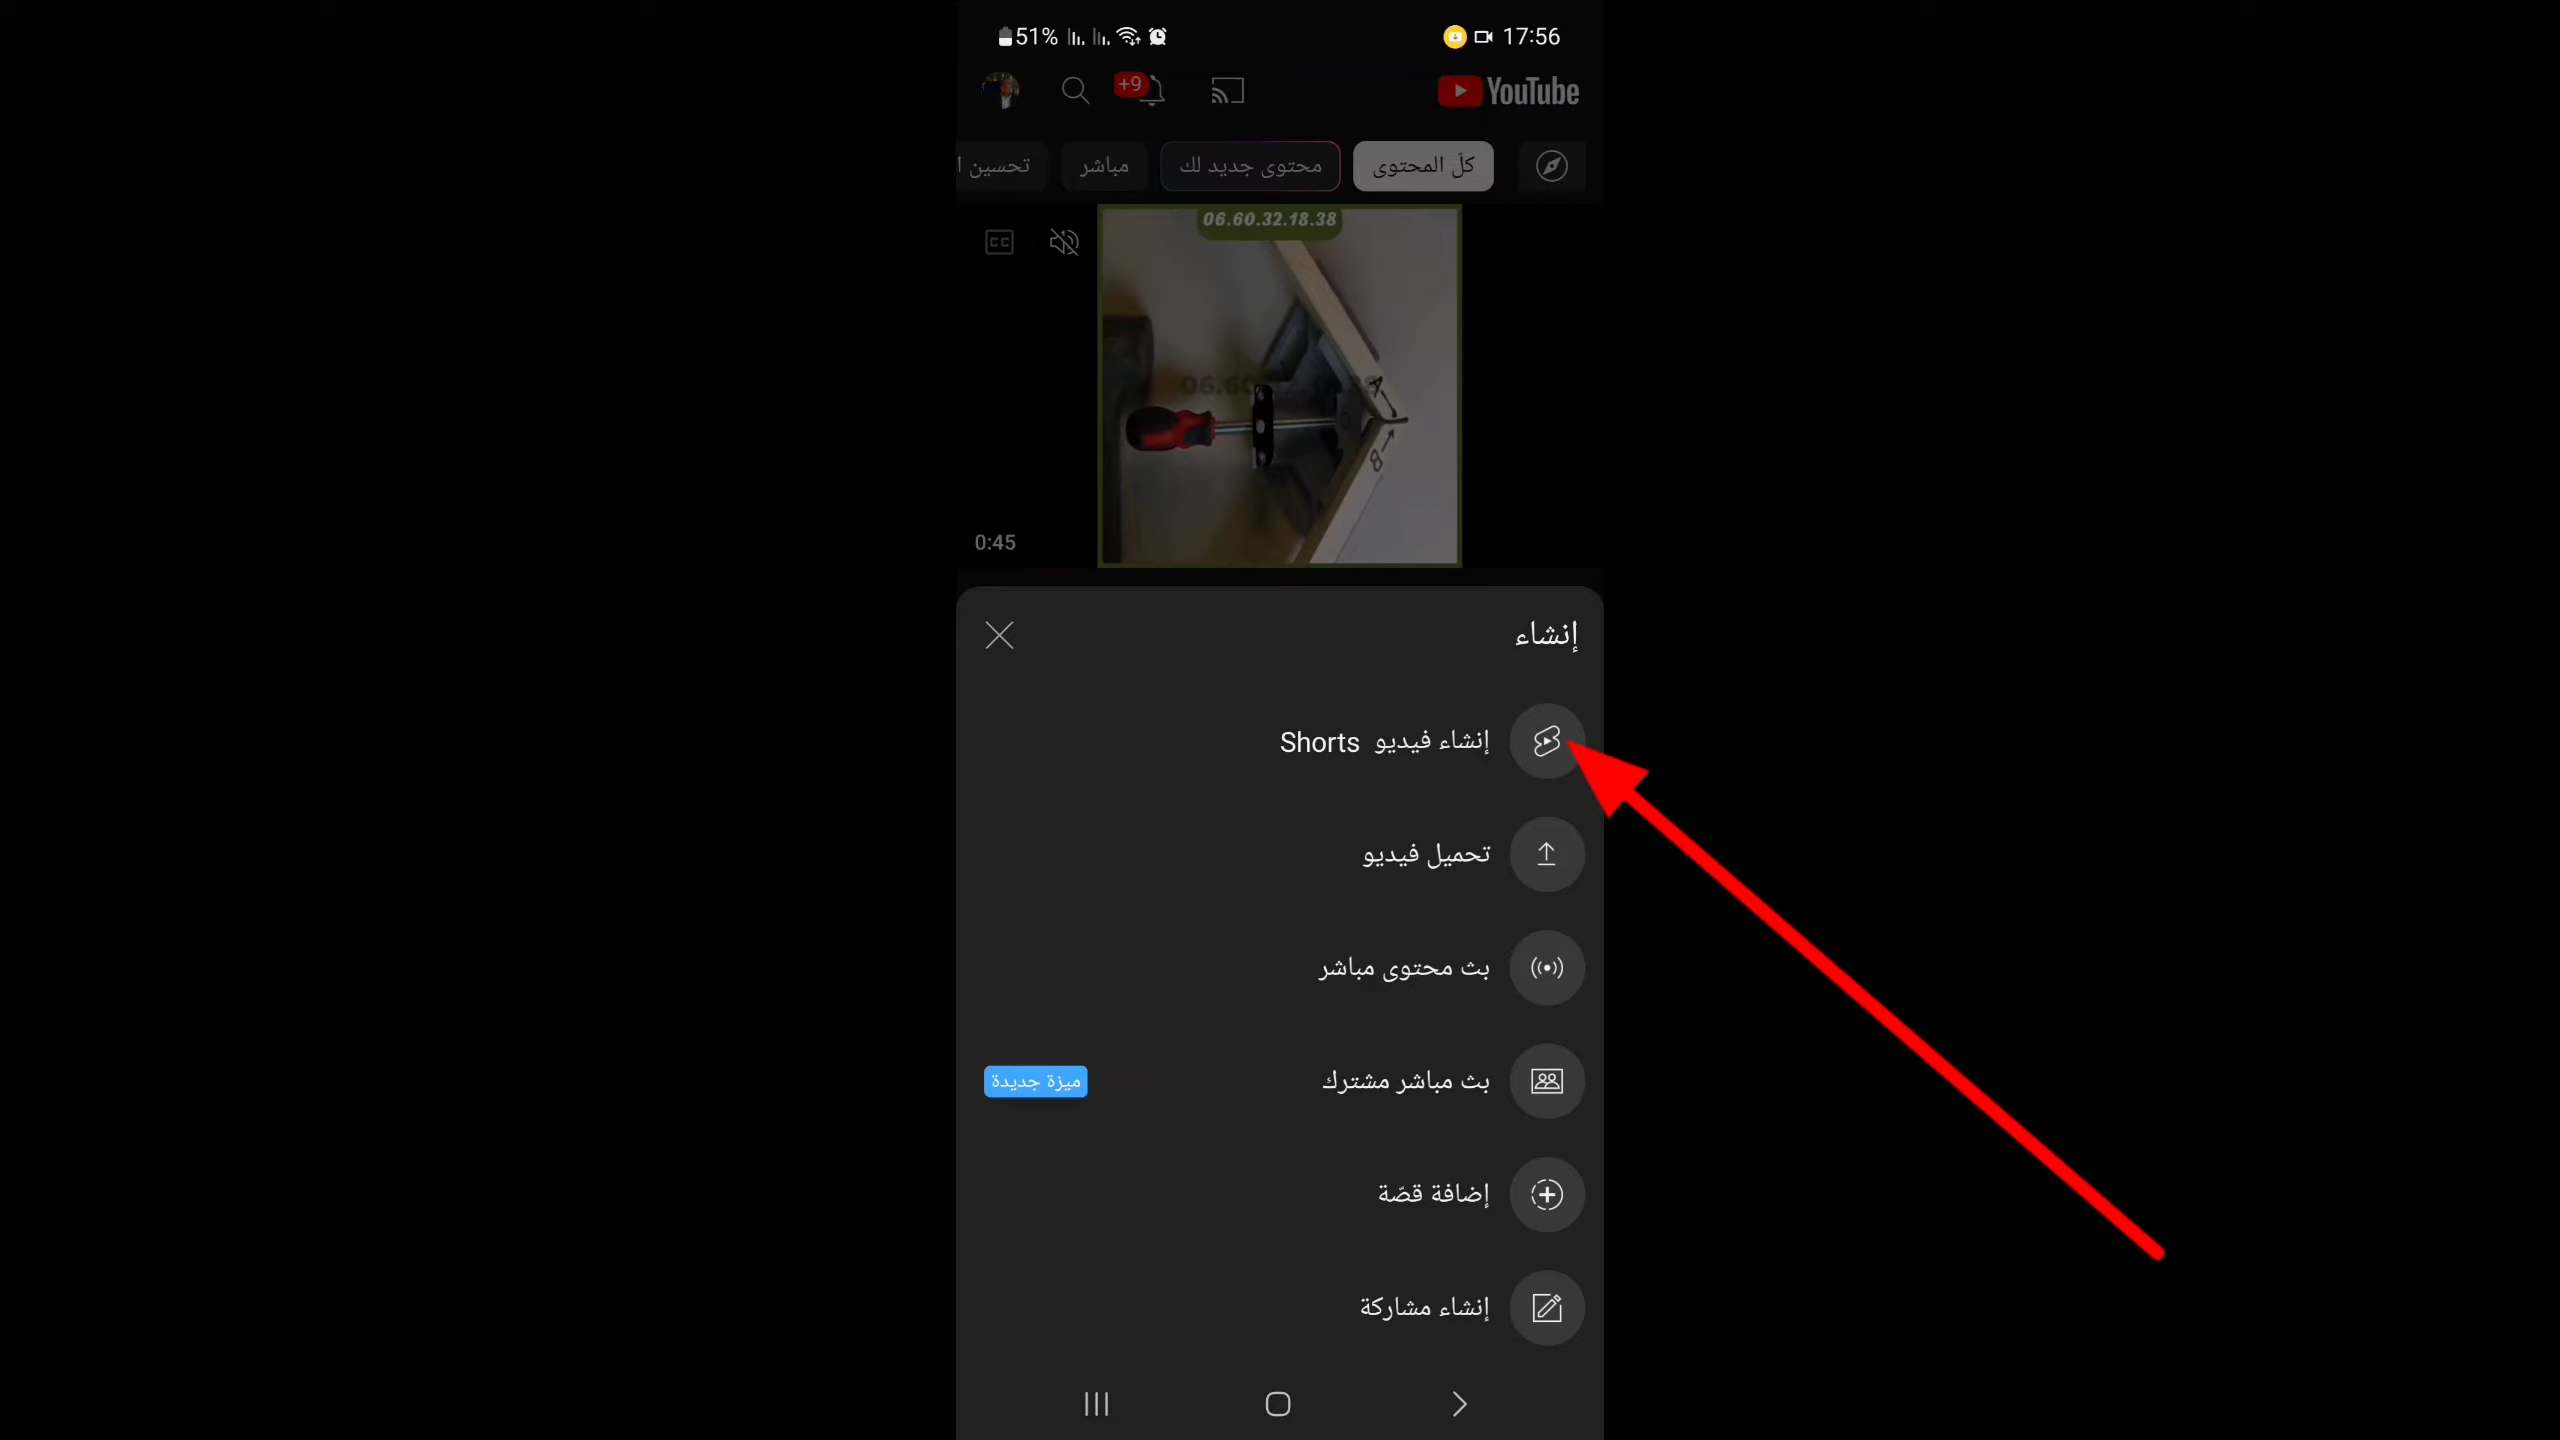 51% 17:56
+9 YouTube
كلّ المحتوى محتوى جديد لك مباشر تحسين ا
06.60.32.18.38
CC
A
B
0:45
إنشاء
إنشاء فيديو Shorts
تحميل فيديو
بث محتوى مباشر
بث مباشر مشترك ميزة جديدة
إضافة قصّة
إنشاء مشاركة